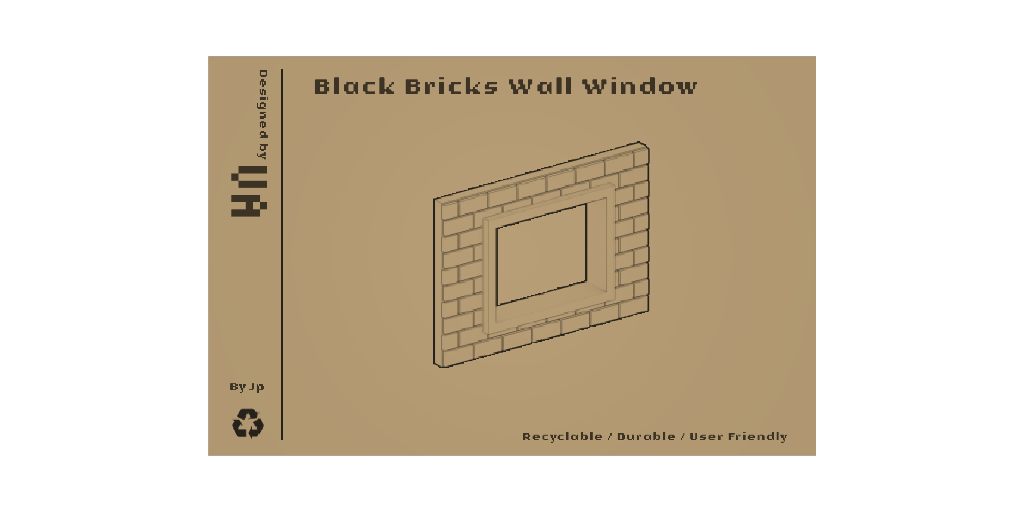 Black Bricks Wall Window
Designed by
By Jp
Recyclable / Durable / User Friendly